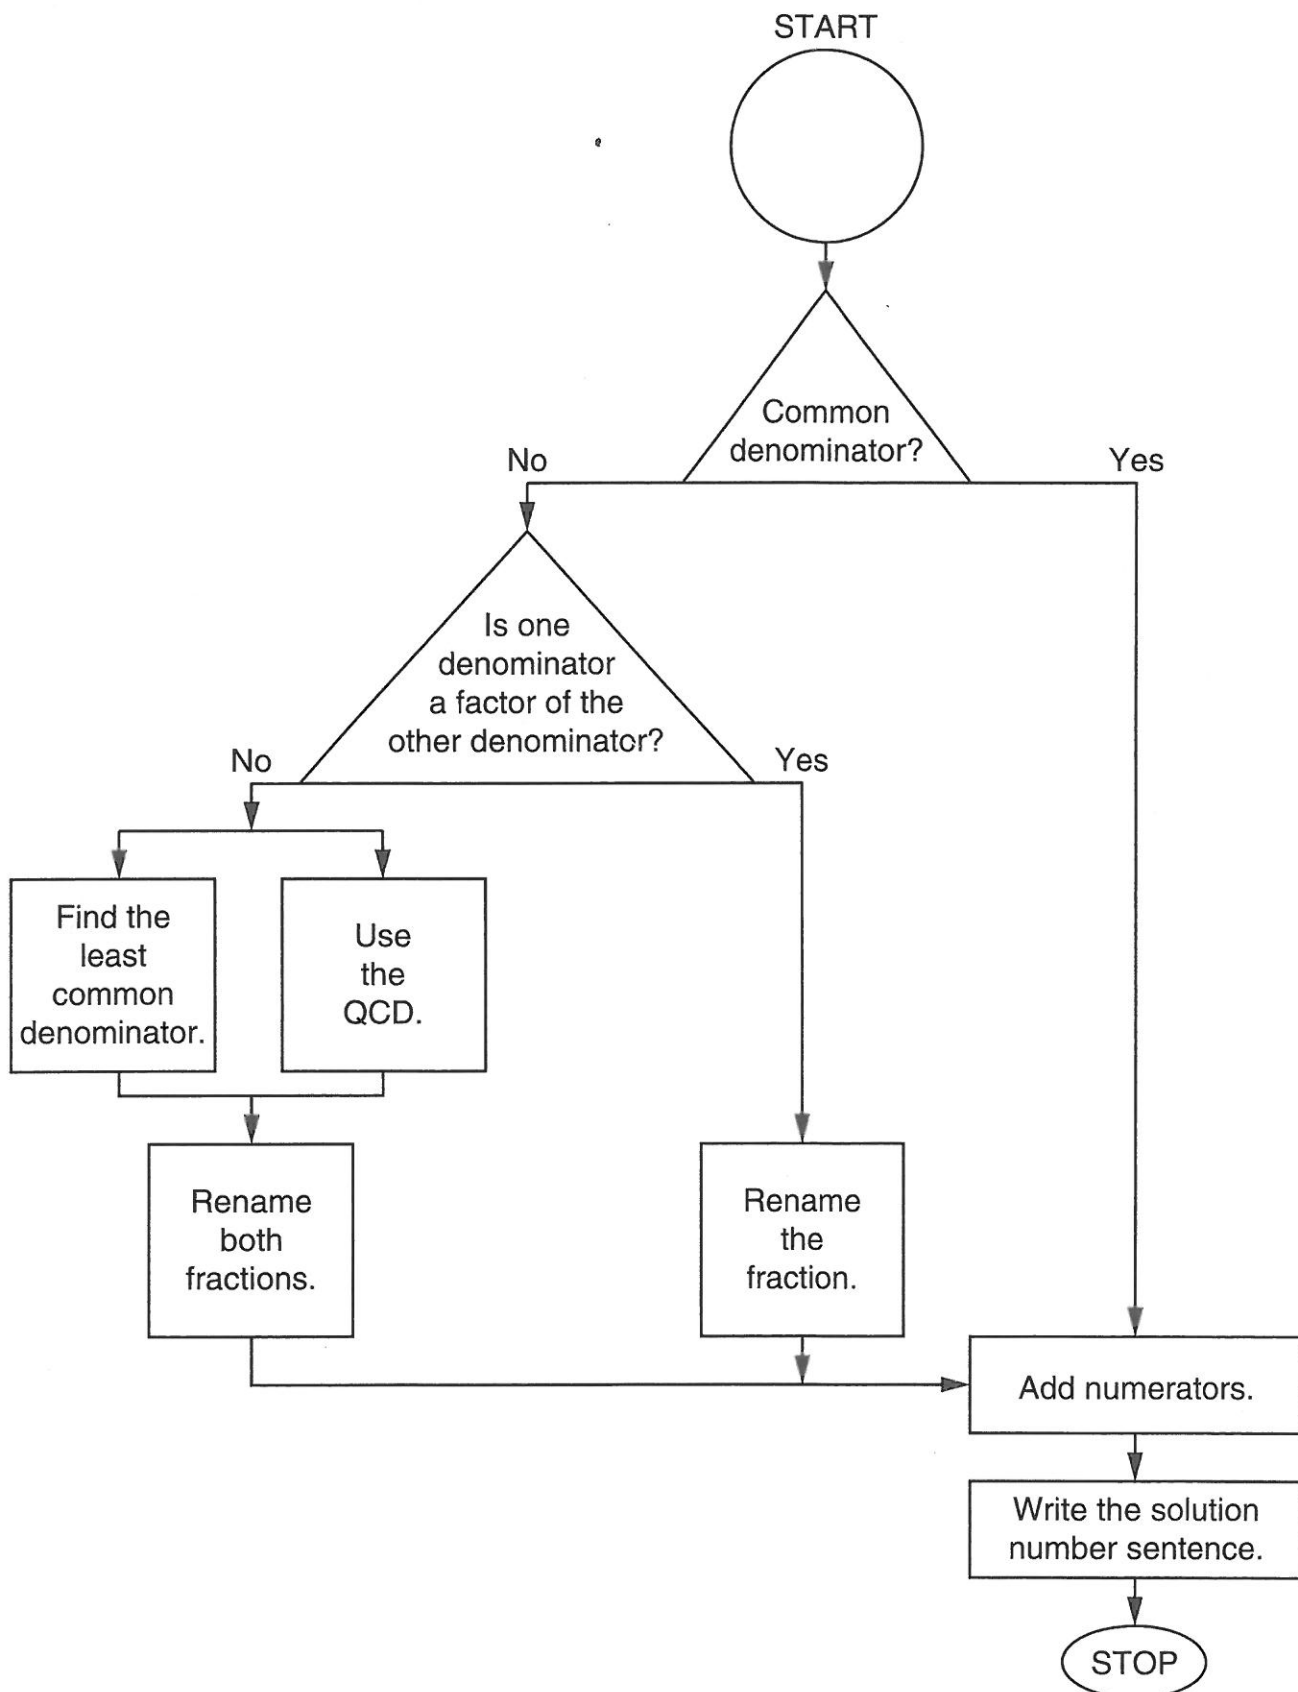 START
Common
denominator?
No
Yes
Is one
denominator
a factor of the
other denominator?
No
Yes
Find the
least
common
denominator.
Use
the
QCD.
Rename
both
fractions.
Rename
the
fraction.
Add numerators.
Write the solution
number sentence.
STOP